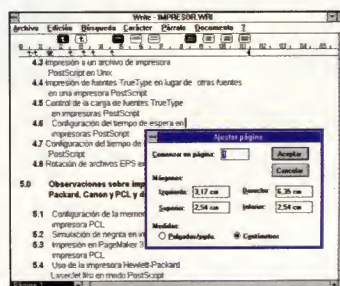 Write - IMPRESOR.WRI
Archivo Edición Búsqueda Carácter Párrafo Documento ?
4.3 Impresión a un archivo de impresora
PostScript en Unix
4.4 Impresión de fuentes TrueType en lugar de otras fuentes
en una impresora PostScript
4.5 Control de la carga de fuentes TrueType
en impresoras PostScript
4.6 Configuración del tiempo de espera en
impresoras PostScript
4.7 Configuración del tiempo de
PostScript
4.8 Rotación de archivos EPS en
5.0 Observaciones sobre imp
Packard, Canon y PCL y d
5.1 Configuración de la memor
impresora PCL
5.2 Simulación de negrita en im
5.3 Impresión en PageMaker 3
impresora PCL
5.4 Uso de la impresora Hewlett-Packard
LaserJet IIID en modo PostScript
Página 1
Ajustar página
Comenzar en página: 1
Aceptar
Cancelar
Márgenes:
Izquierdo: 3,17 cm Derecho: 6,35 cm
Superior: 2,54 cm Inferior: 2,54 cm
Medidas:
Pulgadas/pulg. Centímetros